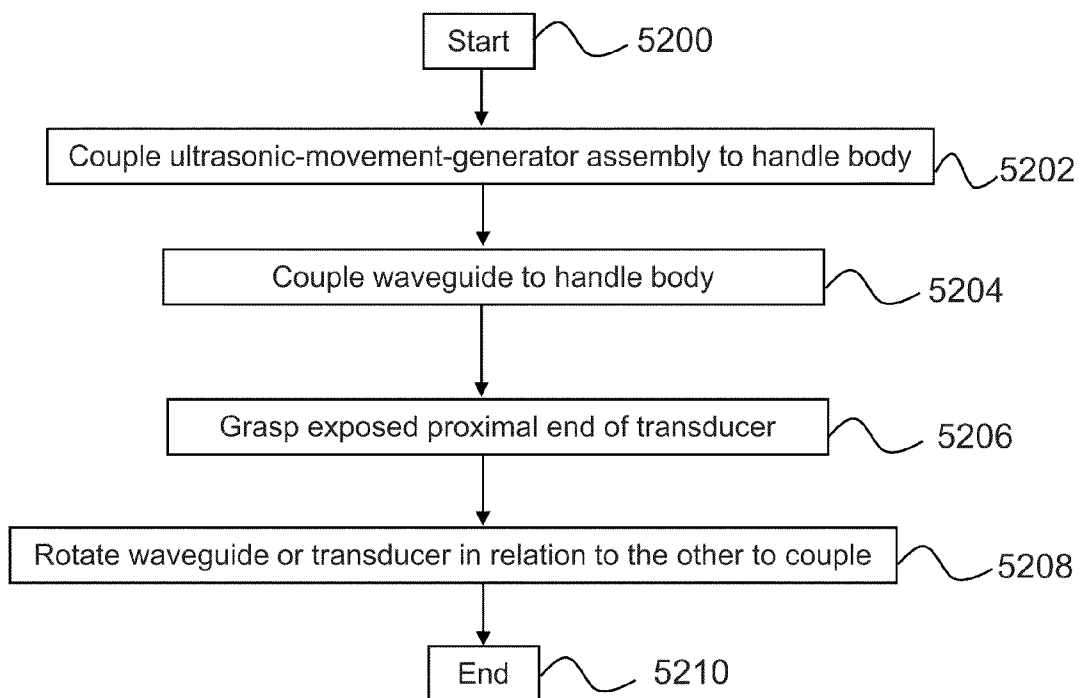 Start
5200
Couple ultrasonic-movement-generator assembly to handle body
5202
Couple waveguide to handle body
5204
Grasp exposed proximal end of transducer
5206
Rotate waveguide or transducer in relation to the other to couple
5208
End
5210